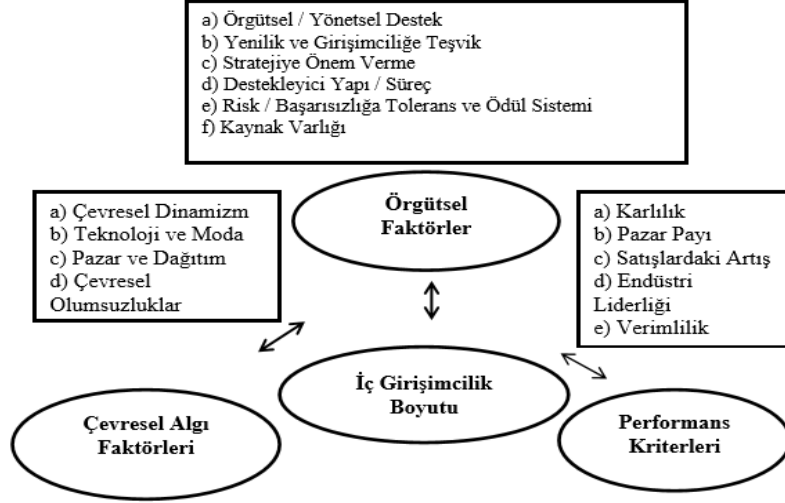 a) Örgütsel / Yönetsel Destek
b) Yenilik ve Girişimciliğe Teşvik
c) Stratejiye Önem Verme
d) Destekleyici Yapı / Süreç
e) Risk / Başarısızlığa Tolerans ve Ödül Sistemi
f) Kaynak Varlığı
a) Çevresel Dinamizm
b) Teknoloji ve Moda
c) Pazar ve Dağıtım
d) Çevresel
Olumsuzluklar
Örgütsel
Faktörler
a) Karlılık
b) Pazar Payı
c) Satışlardaki Artış
d) Endüstri
Liderliği
e) Verimlilik
Çevresel Algı
Faktörleri
İç Girişimcilik
Boyutu
Performans
Kriterleri